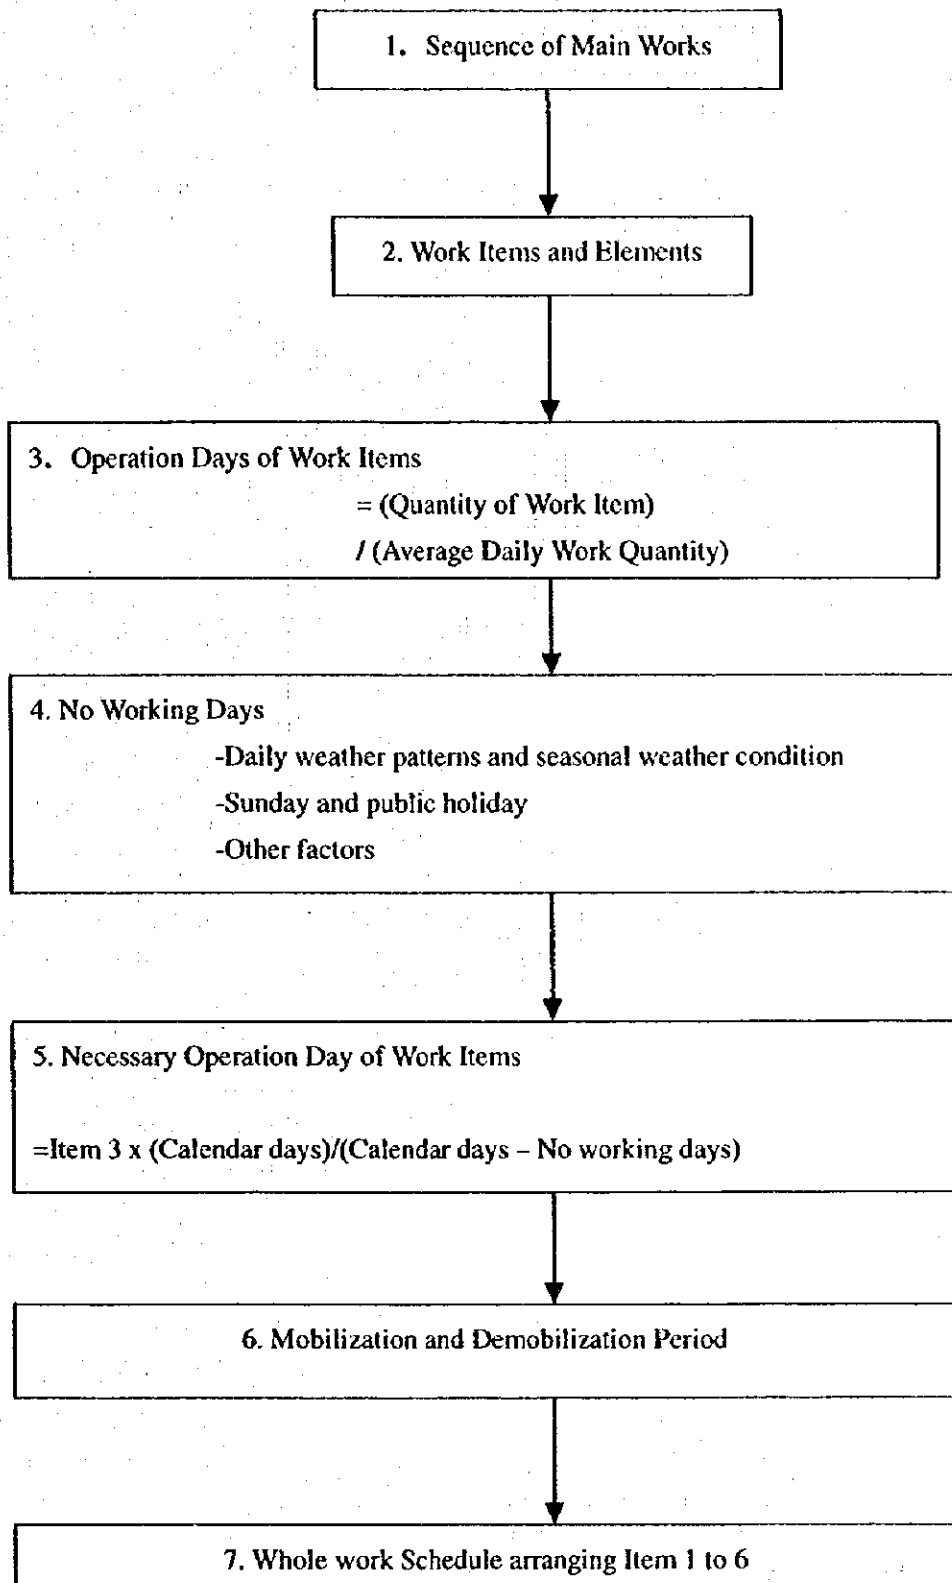 1. Sequence of Main Works
2. Work Items and Elements
3. Operation Days of Work Items
= (Quantity of Work Item)
/ (Average Daily Work Quantity)
4. No Working Days
-Daily weather patterns and seasonal weather condition
-Sunday and public holiday
-Other factors
5. Necessary Operation Day of Work Items
=Item 3 x (Calendar days)/(Calendar days – No working days)
6. Mobilization and Demobilization Period
7. Whole work Schedule arranging Item 1 to 6